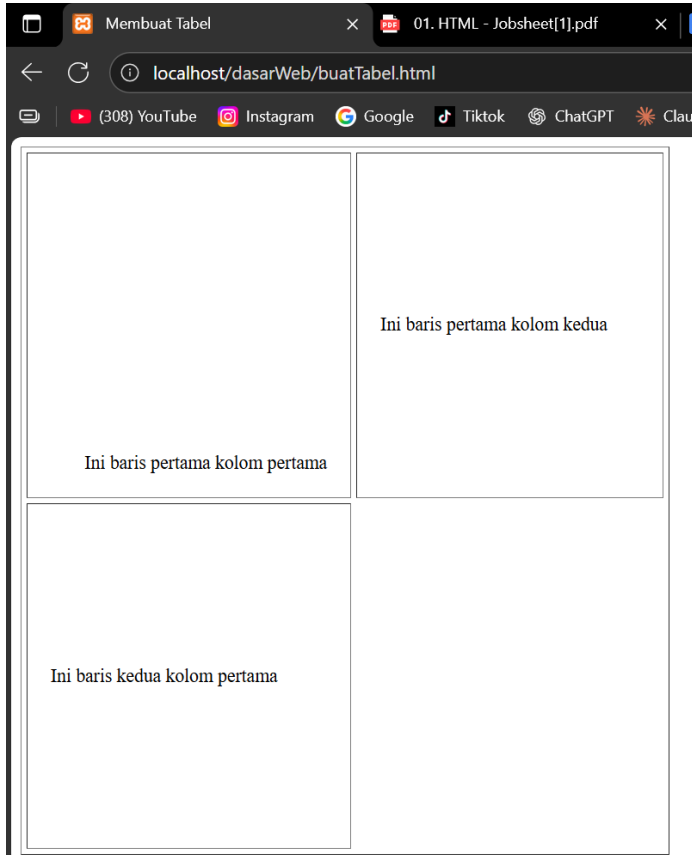 Membuat Tabel
01. HTML - Jobsheet[1].pdf
localhost/dasarWeb/buatTabel.html
(308) YouTube
Instagram
Google
Tiktok
ChatGPT
Clau
Ini baris pertama kolom pertama
Ini baris pertama kolom kedua
Ini baris kedua kolom pertama